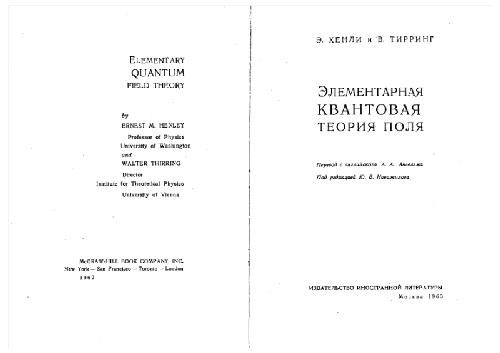 ELEMENTARY
QUANTUM
FIELD THEORY
by
ERNEST M. HENLEY
Professor of Physics
University of Washington
and
WALTER THIRRING
Director
Institute for Theoretical Physics
University of Vienna
McGRAW-HILL BOOK COMPANY, INC.
New York — San Francisco — Toronto — London
1962
Э. ХЕНЛИ и В. ТИРРИНГ
ЭЛЕМЕНТАРНАЯ
КВАНТОВАЯ
ТЕОРИЯ ПОЛЯ
Перевод с английского А. А.
Под редакцией Ю. В. Новожилова
ИЗДАТЕЛЬСТВО ИНОСТРАННОЙ ЛИТЕРАТУРЫ
Москва 1963